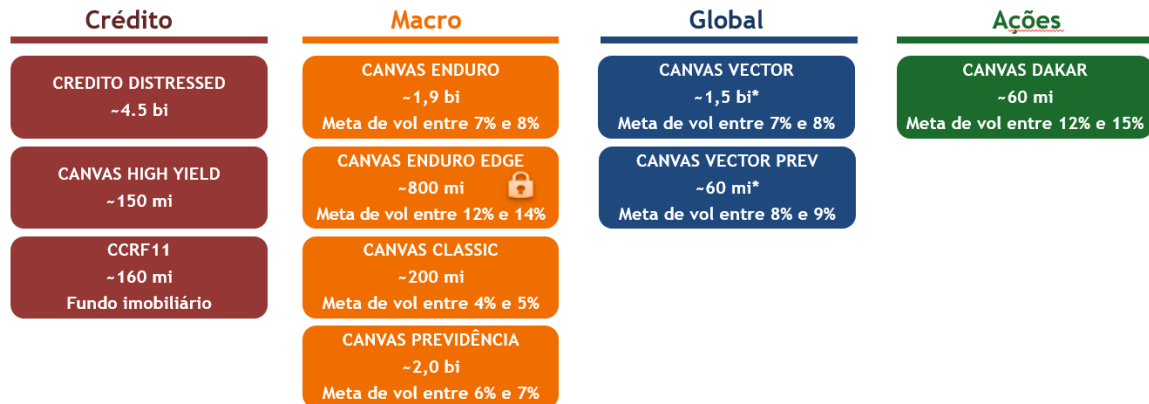 Crédito
CREDITO DISTRESSED
~4.5 bi
CANVAS HIGH YIELD
~150 mi
CCRF11
~160 mi
Fundo imobiliário
Macro
CANVAS ENDURO
~1,9 bi
Meta de vol entre 7% e 8%
CANVAS ENDURO EDGE
~800 mi
Meta de vol entre 12% e 14%
CANVAS CLASSIC
~200 mi
Meta de vol entre 4% e 5%
CANVAS PREVIDÊNCIA
~2,0 bi
Meta de vol entre 6% e 7%
Global
CANVAS VECTOR
~1,5 bi*
Meta de vol entre 7% e 8%
CANVAS VECTOR PREV
~60 mi*
Meta de vol entre 8% e 9%
Ações
CANVAS DAKAR
~60 mi
Meta de vol entre 12% e 15%